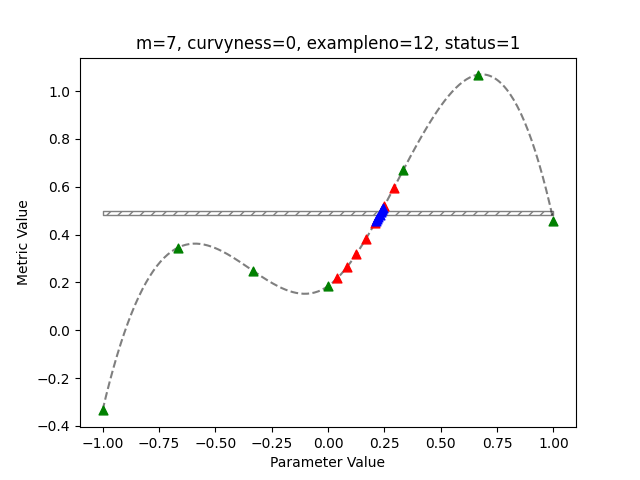 m=7, curvyness=0, exampleno=12, status=1
Metric Value
1.0
0.8
0.6
0.4
0.2
0.0
−0.2
−0.4
−1.00 −0.75 −0.50 −0.25 0.00 0.25 0.50 0.75 1.00
Parameter Value